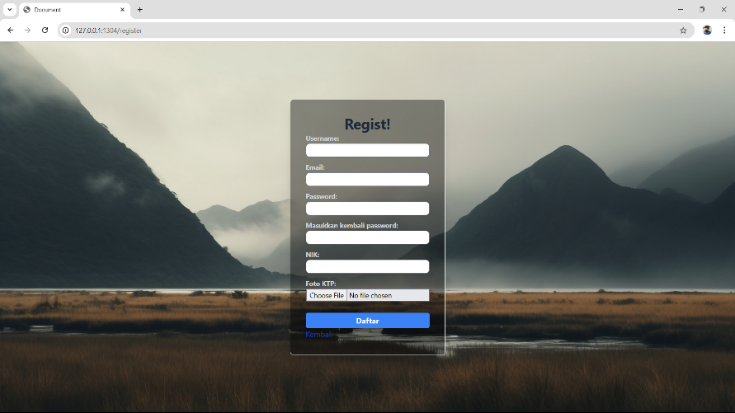 Document
127.0.0.1:1304/register
Regist!
Username:
Email:
Password:
Masukkan kembali password:
NIK:
Foto KTP:
Choose File No file chosen
Daftar
Kembali